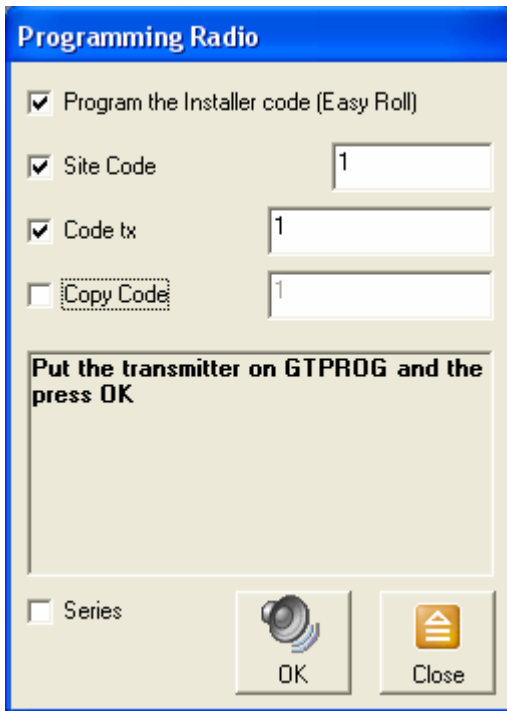 Programming Radio
Program the Installer code (Easy Roll)
Site Code 1
Code tx 1
Copy Code 1
Put the transmitter on GTPROG and the
press OK
Series
OK Close